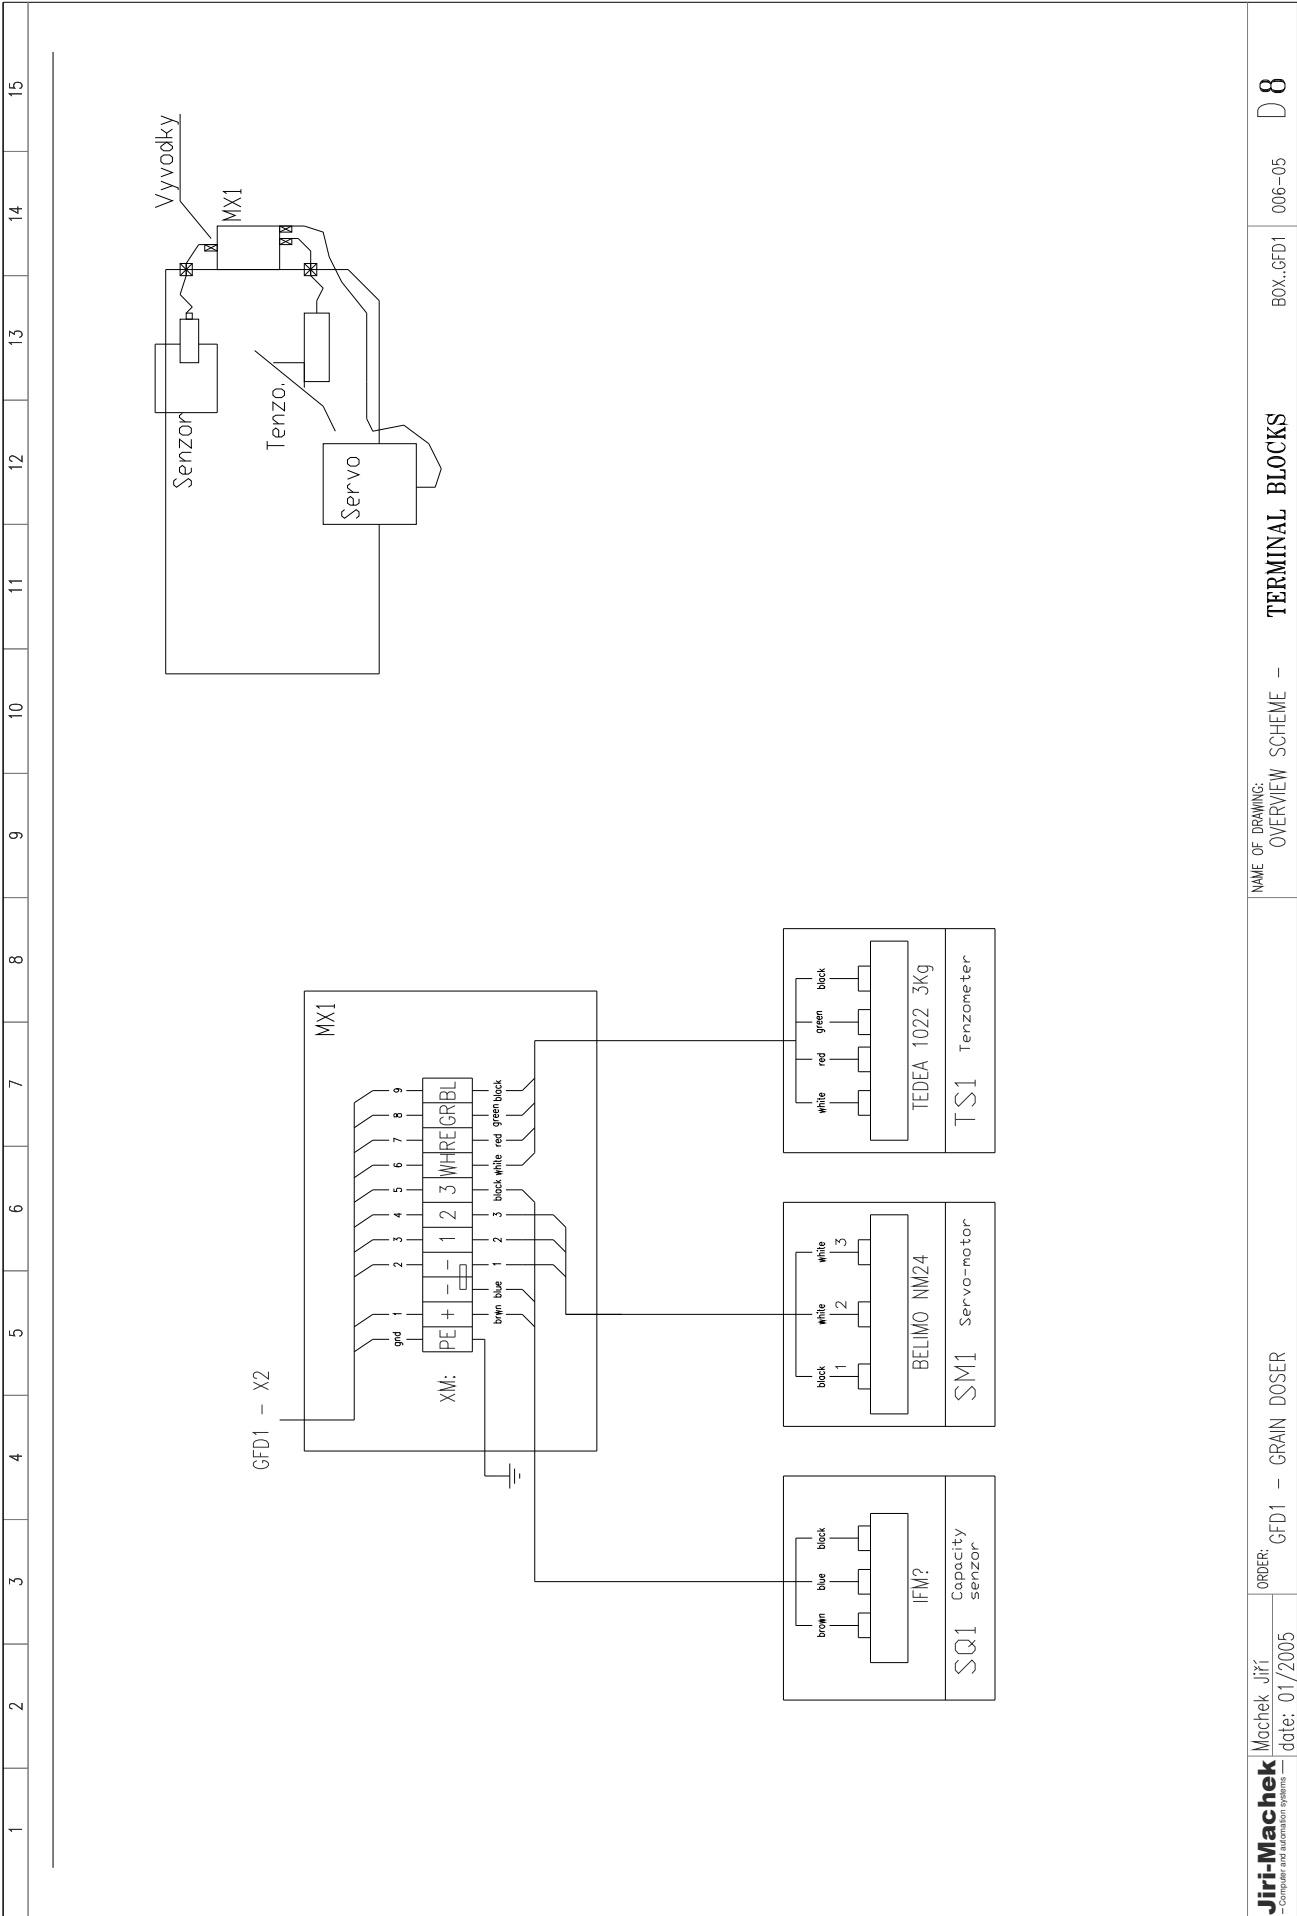 1 2 3 4 5 6 7 8 9 10 11 12 13 14 15
Vyvodky
MX1
Senzor
Tenzo.
Servo
GFD1 - X2
MX1
gnd 1 2 3 4 5 6 7 8 9
XM: PE + - - 1 2 3 WH RE GR BL
brwn blue 1 2 3 black white red green black
brown blue black
IFM?
SQ1 Capacity
senzor
black white white
1 2 3
BELIMO NM24
SM1 Servo-motor
white red green black
TEDEA 1022 3Kg
TS1 Tenzometer
Jiri-Machek
- Computer and automation systems -
Machek Jiří
date: 01/2005
ORDER:
GFD1 - GRAIN DOSER
NAME OF DRAWING:
OVERVIEW SCHEME - TERMINAL BLOCKS
BOX..GFD1 006-05 D 8